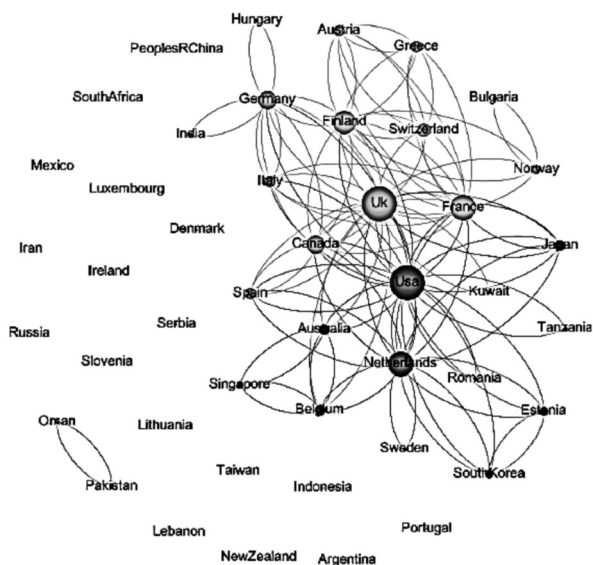 Hungary
Austria
PeoplesRChina
Greece
SouthAfrica
Germany
Bulgaria
Finland
Switzerland
India
Mexico
Norway
Italy
Luxembourg
Uk
France
Denmark
Iran
Canada
Japan
Ireland
Usa
Kuwait
Spain
Russia
Serbia
Australia
Tanzania
Slovenia
Netherlands
Romania
Singapore
Oman
Lithuania
Belgium
Estonia
Sweden
Taiwan
SouthKorea
Pakistan
Indonesia
Lebanon
Portugal
NewZealand
Argentina